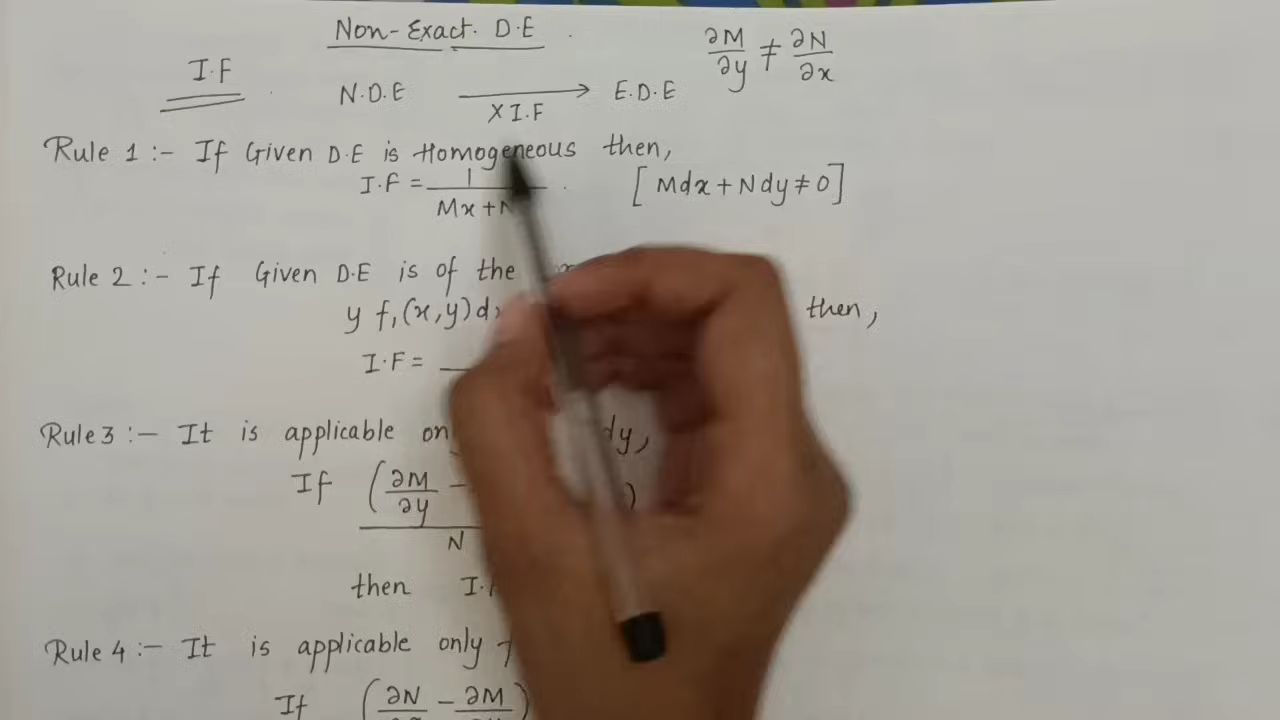 Non-Exact. D.E.
∂M/∂y ≠ ∂N/∂x
I.F
N.D.E → × I.F E.D.E
Rule 1 :- If Given D.E is Homogeneous then,
I.F = 1/Mx + N [Mdx + Ndy ≠ 0]
Rule 2 :- If Given D.E is of the
y f₁(x,y)d then,
I.F =
Rule 3 :- It is applicable dy,
If (∂M/∂y - )
N
then I.
Rule 4 :- It is applicable only
If (∂N - ∂M)